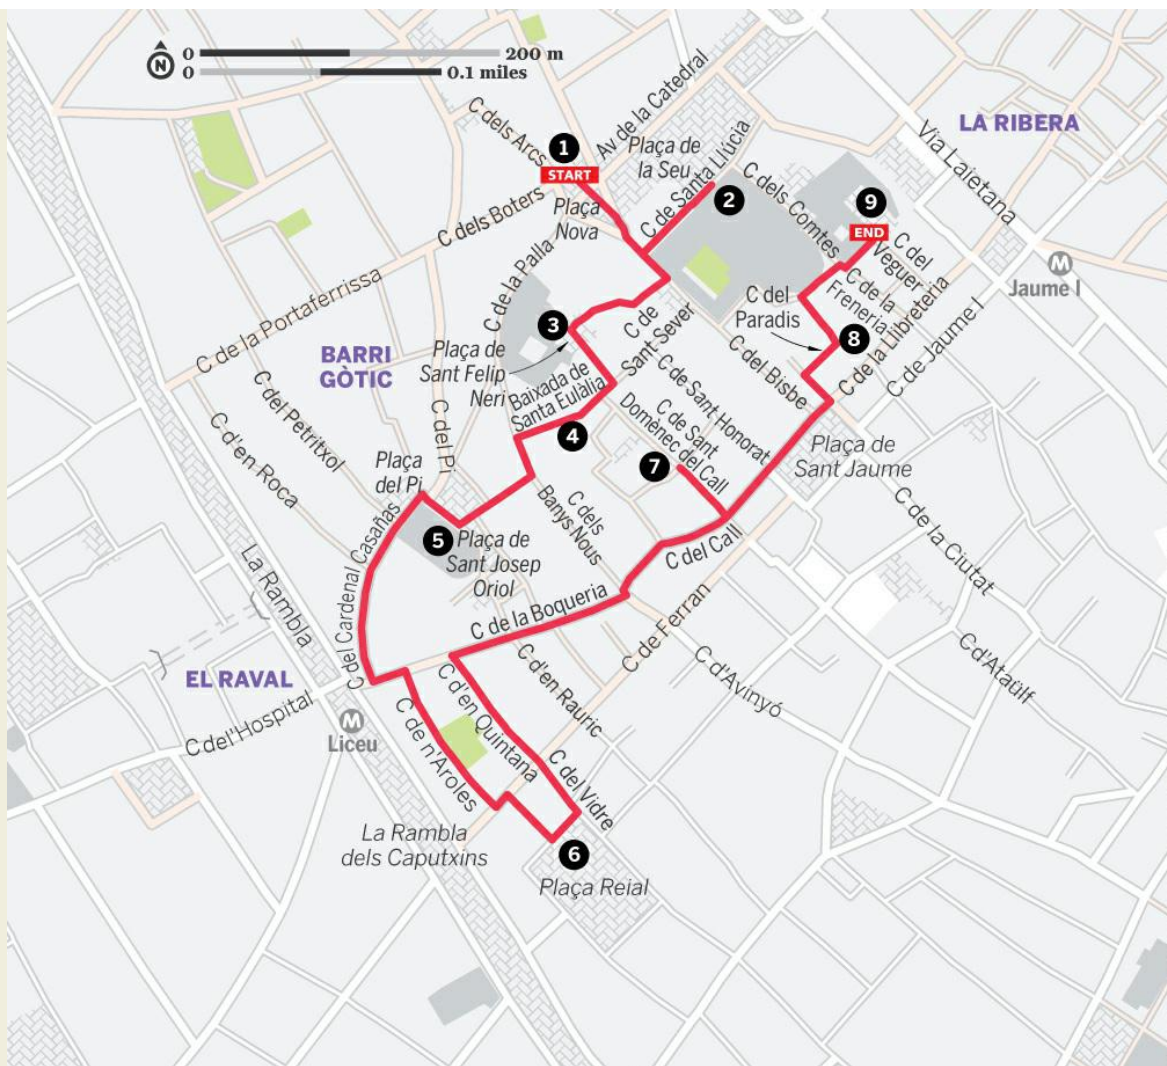 0 200 m
N
0 0.1 miles
C dels Arcs
1
START
Av de la Catedral
Plaça de
la Seu
C de Santa Llúcia
2
C dels Comtes
LA RIBERA
Via Laietana
9
END
C del
Veguer
Plaça
Nova
C dels Boters
C de la Palla
C de la Portaferrissa
M
Jaume I
C de la
Freneria
C de la Llibreteria
C de Jaume I
C del
Paradis
8
3
Plaça de
Sant Felip
Neri
BARRI
GÒTIC
C de
Sant Sever
C del Bisbe
Baixada de
Santa Eulàlia
4
C de Sant Honorat
C de Sant
Domènec del Call
7
Plaça de
Sant Jaume
C del Petritxol
C d'en Roca
C del Pi
Plaça
del Pi
5
Plaça de
Sant Josep
Oriol
C dels
Banys Nous
C del Call
C de la Ciutat
C del Cardenal Casañas
La Rambla
C de la Boqueria
C de Ferran
C d'Avinyó
C d'Ataülf
EL RAVAL
C del'Hospital
M
Liceu
C de n'Aroles
C d'en Quintana
C d'en Rauric
C del Vidre
La Rambla
dels Caputxins
6
Plaça Reial